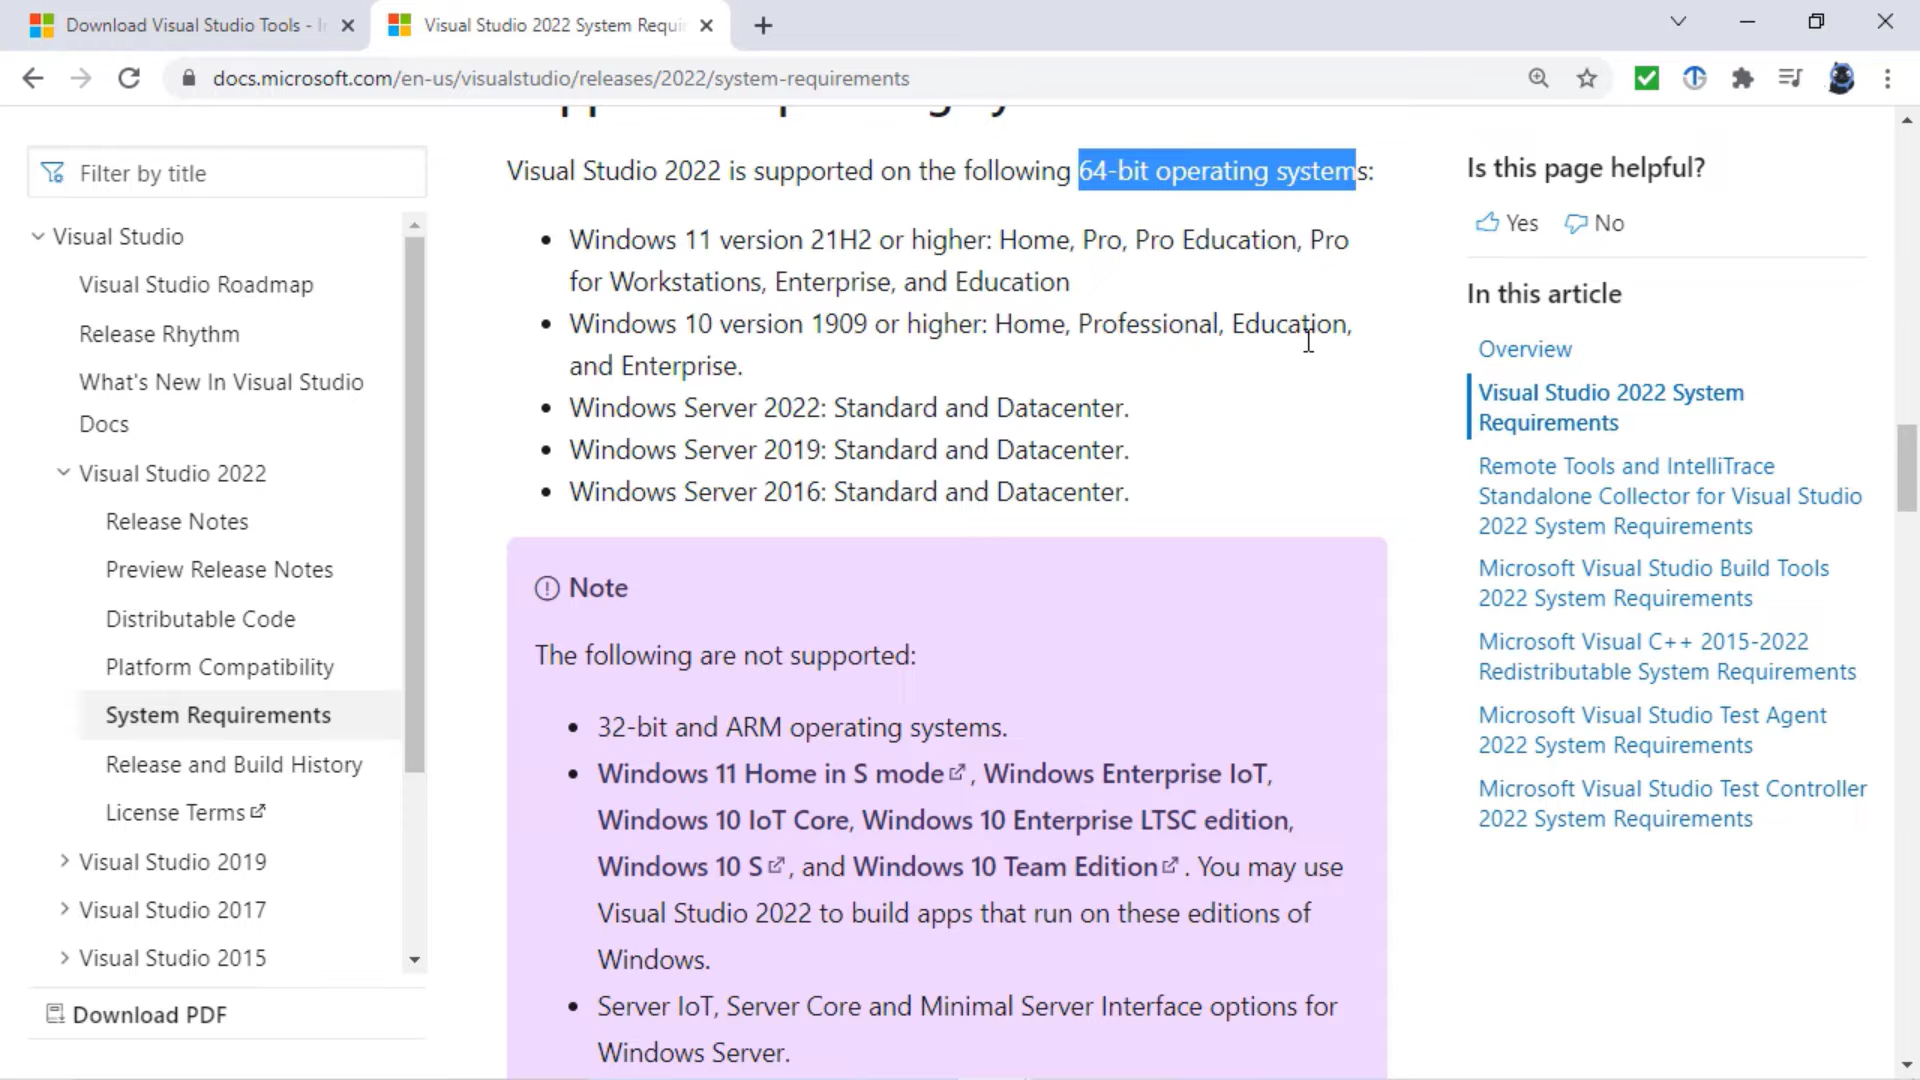 Download Visual Studio Tools - I
Visual Studio 2022 System Requi
docs.microsoft.com/en-us/visualstudio/releases/2022/system-requirements
Filter by title
Visual Studio
Visual Studio Roadmap
Release Rhythm
What's New In Visual Studio
Docs
Visual Studio 2022
Release Notes
Preview Release Notes
Distributable Code
Platform Compatibility
System Requirements
Release and Build History
License Terms
Visual Studio 2019
Visual Studio 2017
Visual Studio 2015
Download PDF
Visual Studio 2022 is supported on the following 64-bit operating systems:
• Windows 11 version 21H2 or higher: Home, Pro, Pro Education, Pro
for Workstations, Enterprise, and Education
• Windows 10 version 1909 or higher: Home, Professional, Education,
and Enterprise.
• Windows Server 2022: Standard and Datacenter.
• Windows Server 2019: Standard and Datacenter.
• Windows Server 2016: Standard and Datacenter.
Note
The following are not supported:
• 32-bit and ARM operating systems.
• Windows 11 Home in S mode, Windows Enterprise IoT,
Windows 10 IoT Core, Windows 10 Enterprise LTSC edition,
Windows 10 S, and Windows 10 Team Edition. You may use
Visual Studio 2022 to build apps that run on these editions of
Windows.
• Server IoT, Server Core and Minimal Server Interface options for
Windows Server.
Is this page helpful?
Yes No
In this article
Overview
Visual Studio 2022 System
Requirements
Remote Tools and IntelliTrace
Standalone Collector for Visual Studio
2022 System Requirements
Microsoft Visual Studio Build Tools
2022 System Requirements
Microsoft Visual C++ 2015-2022
Redistributable System Requirements
Microsoft Visual Studio Test Agent
2022 System Requirements
Microsoft Visual Studio Test Controller
2022 System Requirements